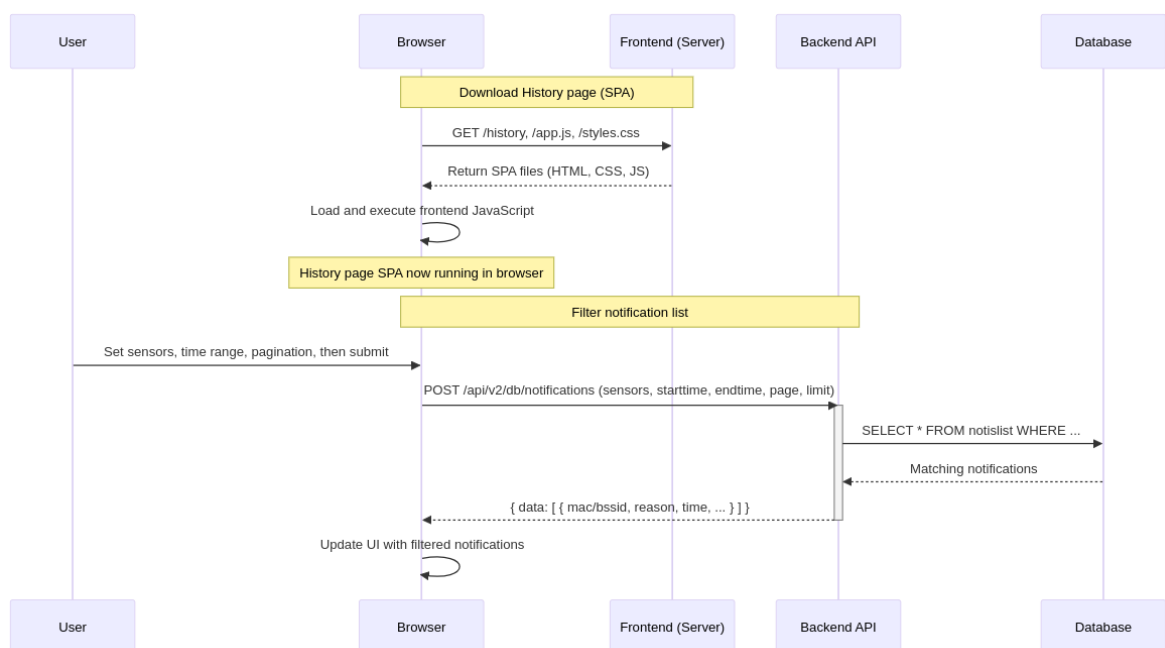 User
Browser
Frontend (Server)
Backend API
Database
Download History page (SPA)
GET /history, /app.js, /styles.css
Return SPA files (HTML, CSS, JS)
Load and execute frontend JavaScript
History page SPA now running in browser
Filter notification list
Set sensors, time range, pagination, then submit
POST /api/v2/db/notifications (sensors, starttime, endtime, page, limit)
SELECT * FROM notislist WHERE ...
Matching notifications
{ data: [ { mac/bssid, reason, time, ... } ] }
Update UI with filtered notifications
User
Browser
Frontend (Server)
Backend API
Database